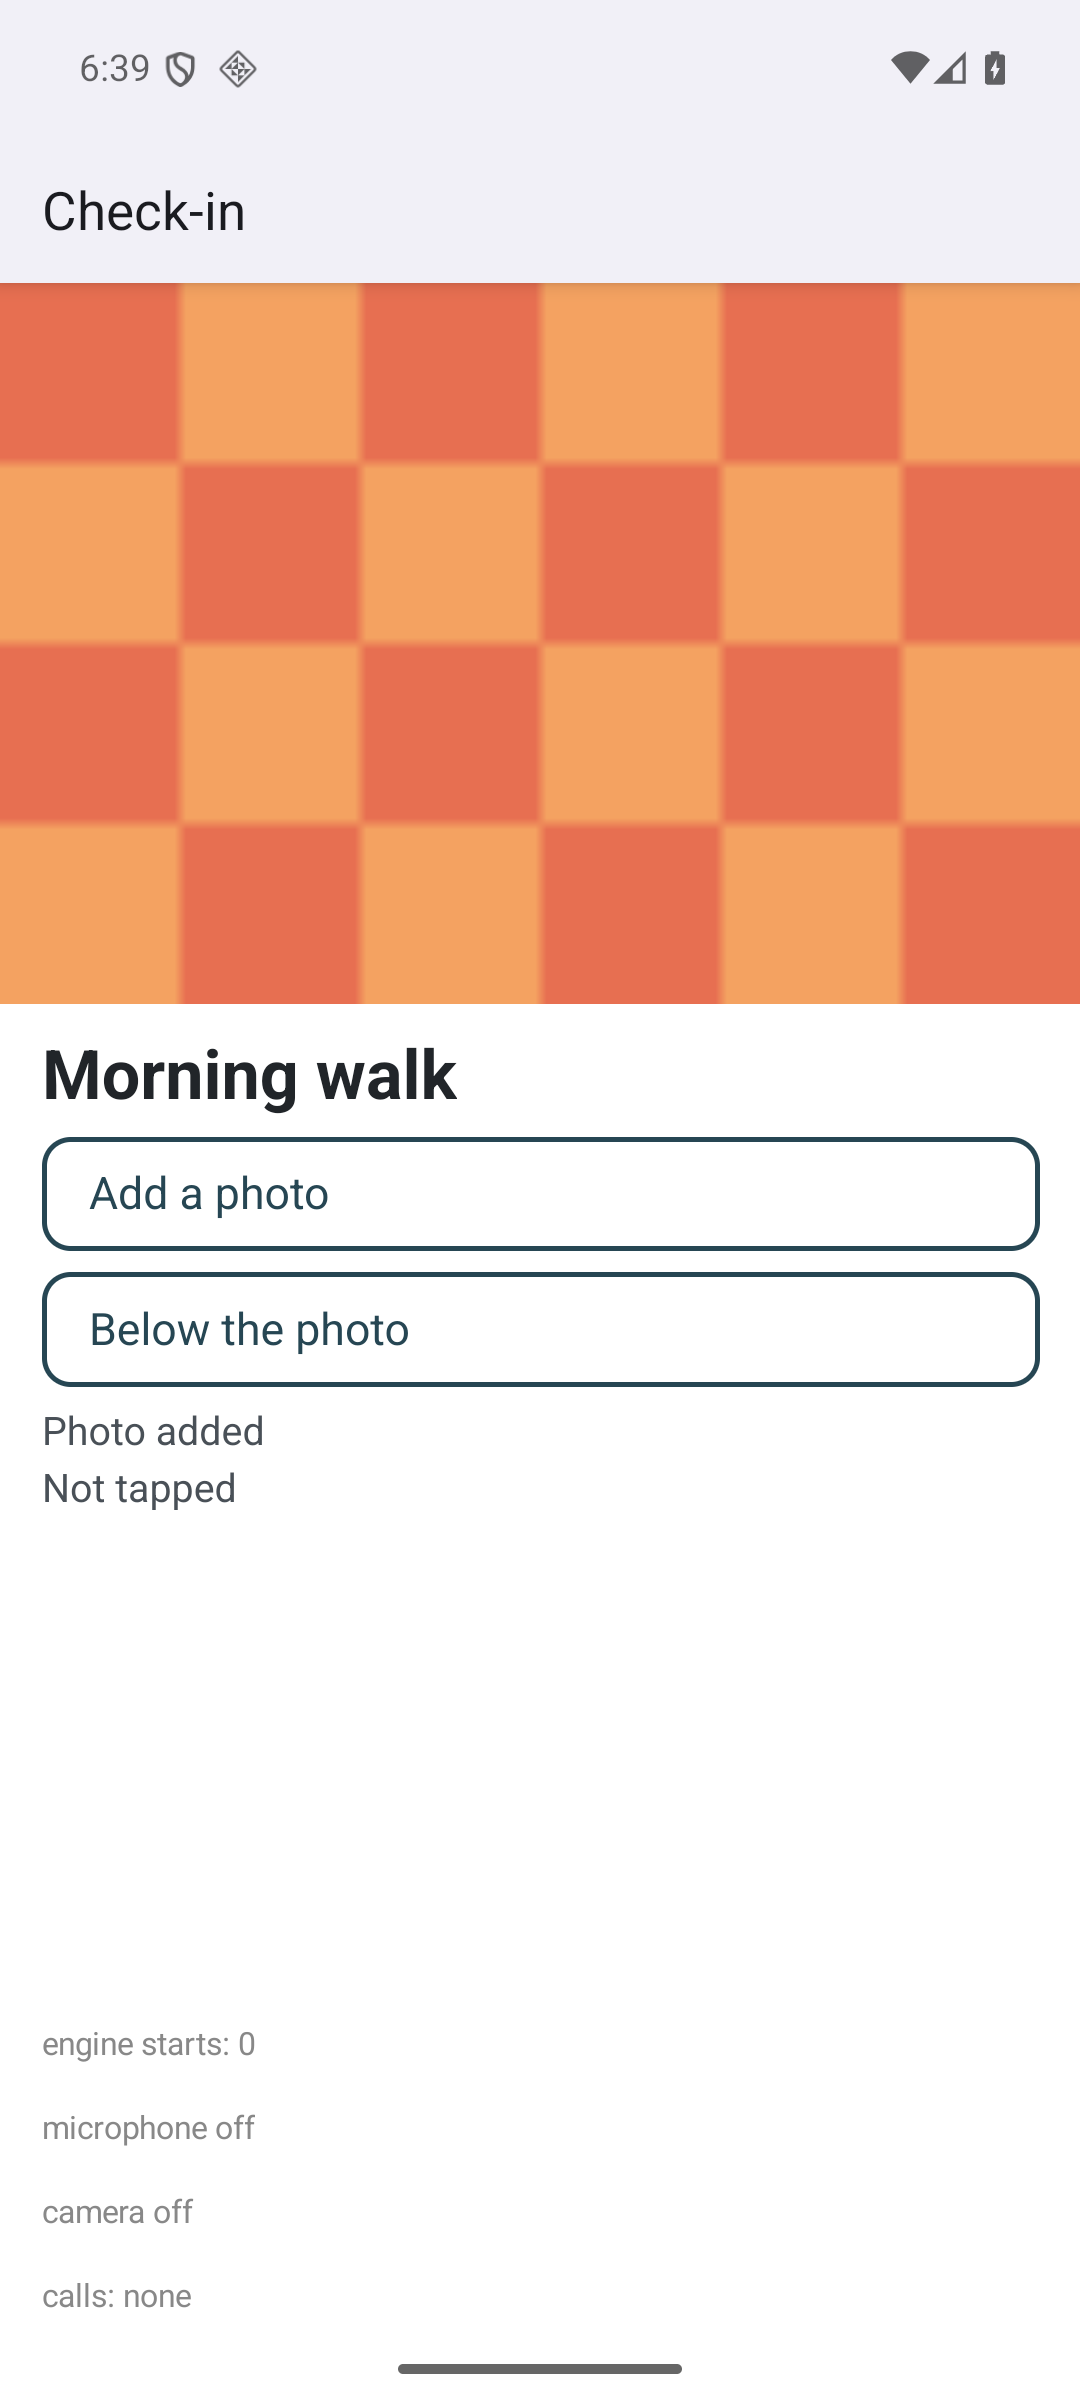 6:39
Check-in
Morning walk
Add a photo
Below the photo
Photo added
Not tapped
engine starts: 0
microphone off
camera off
calls: none